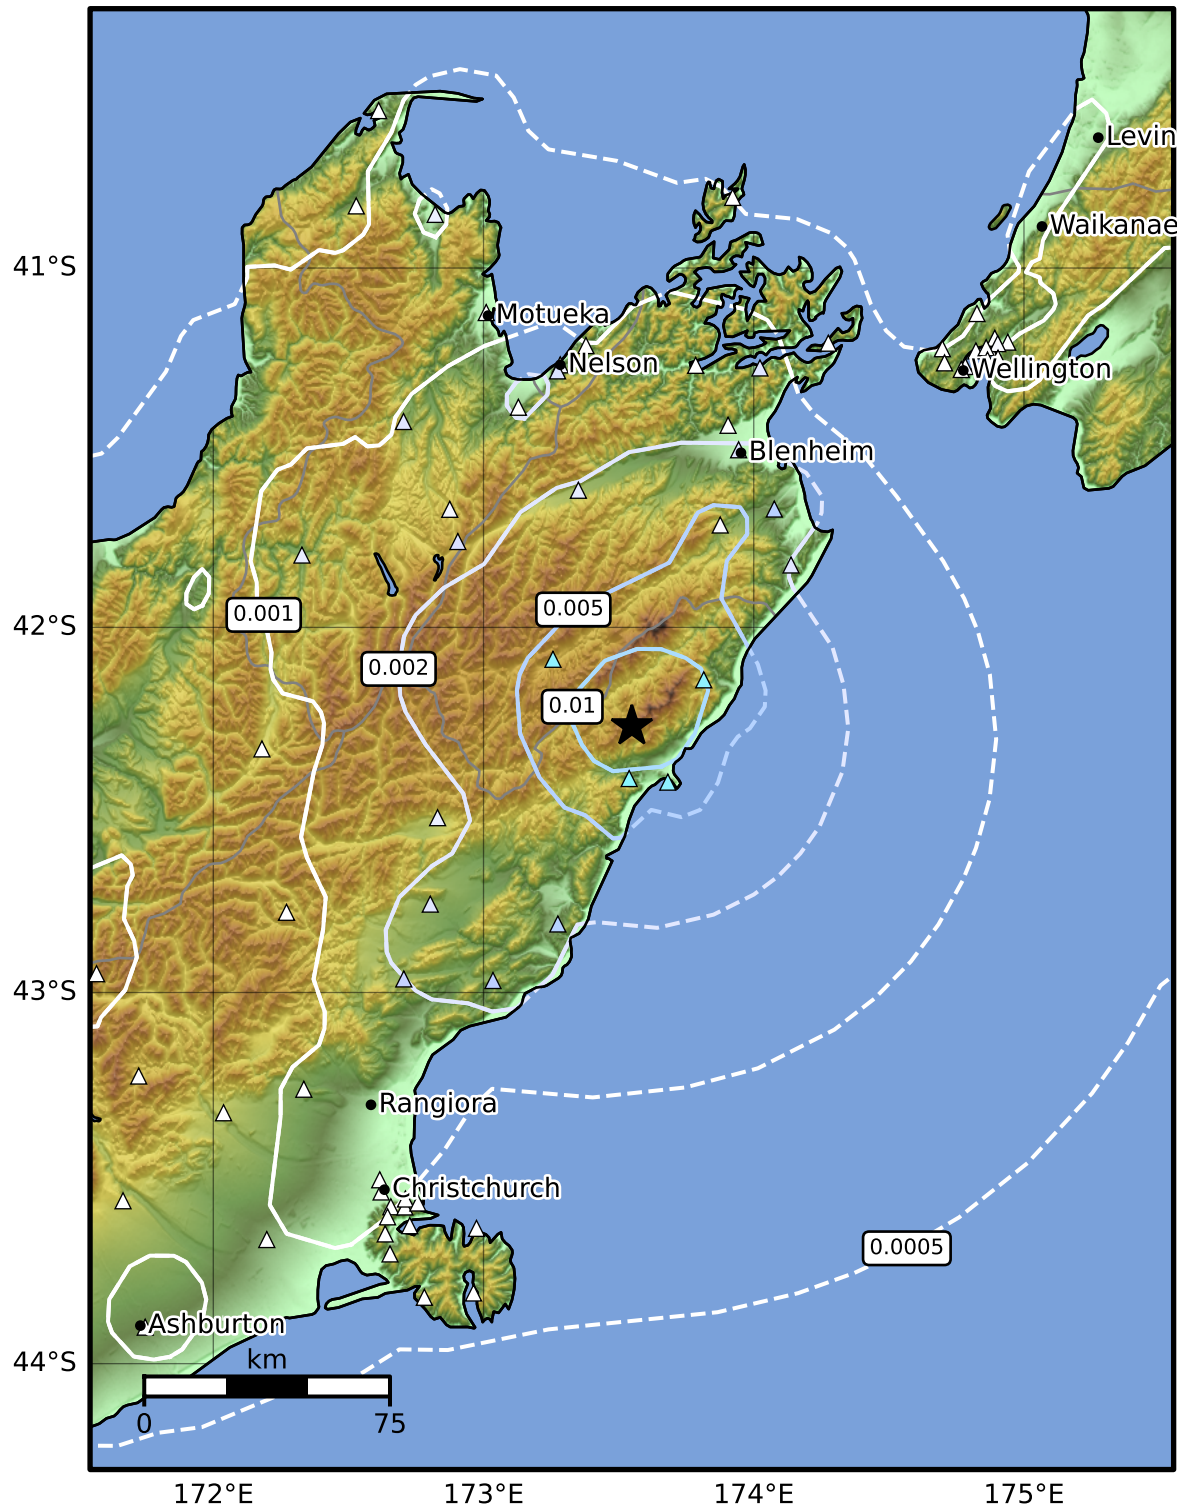 Levin
Waikanae
41°S
Motueka
Nelson
Wellington
Blenheim
0.005
0.001
42°S
0.002
0.01
43°S
Rangiora
Christchurch
0.0005
Ashburton
km
44°S
0
75
172°E
173°E
174°E
175°E